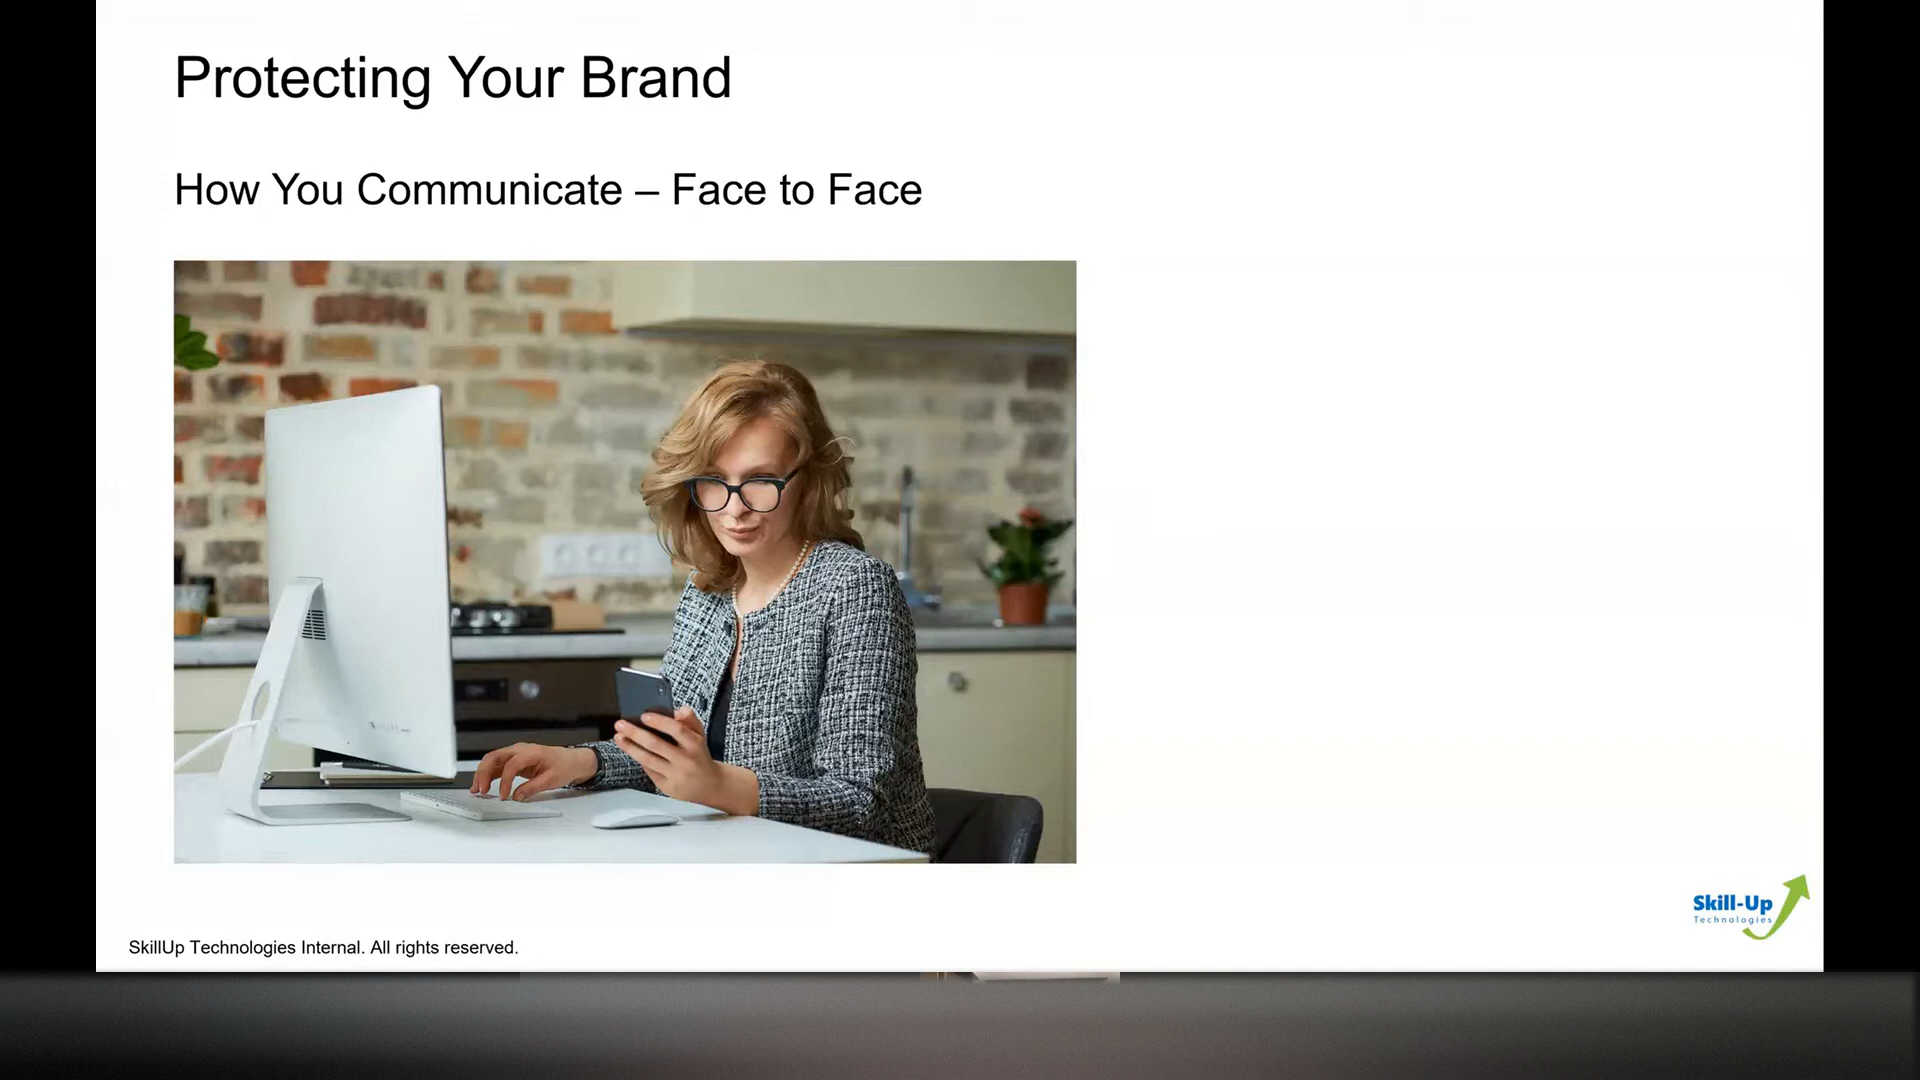 Protecting Your Brand
How You Communicate – Face to Face
Skill-Up
Technologies
SkillUp Technologies Internal. All rights reserved.